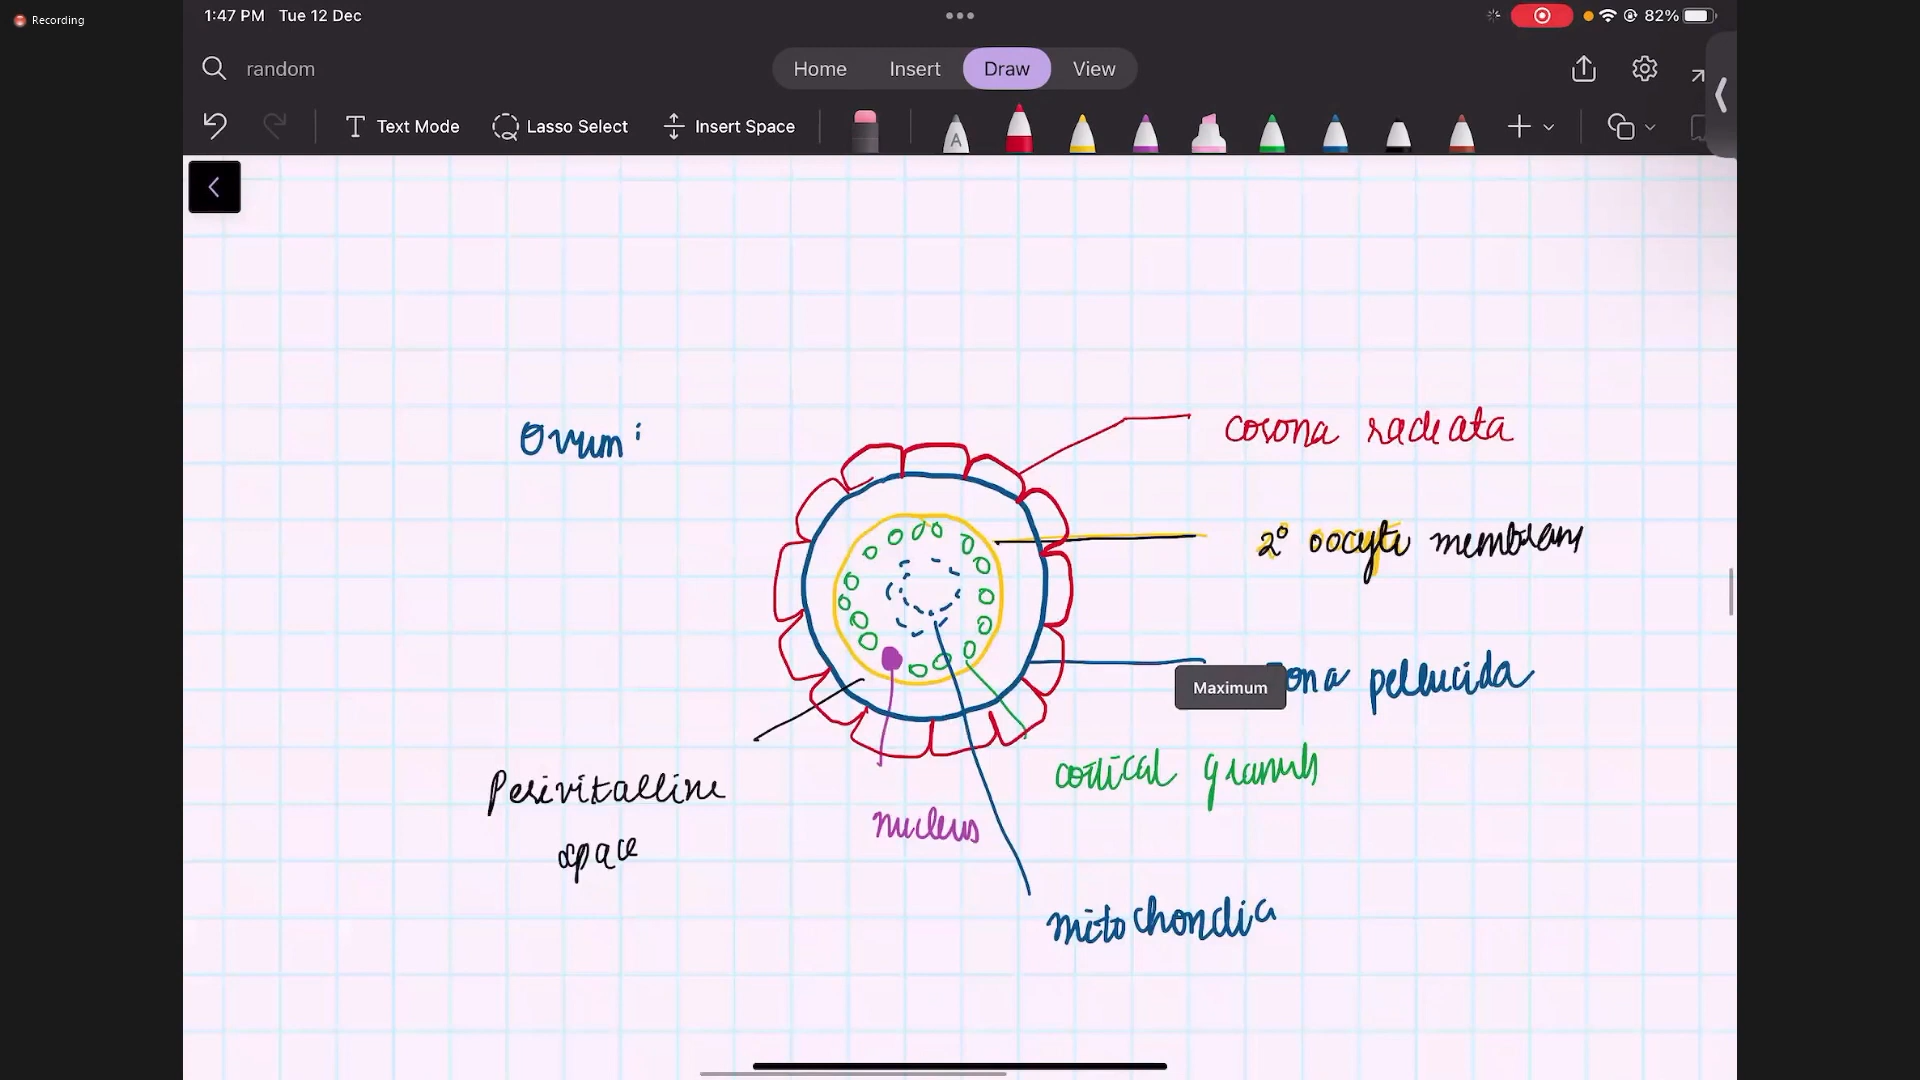 Recording
1:47 PM Tue 12 Dec
82%
random
Home Insert Draw View
Text Mode Lasso Select Insert Space
A
Ovum :
corona radiata
2° oocyte membrane
Maximum
ona pellucida
cortical granules
Perivitalline
space
nucleus
mitochondia